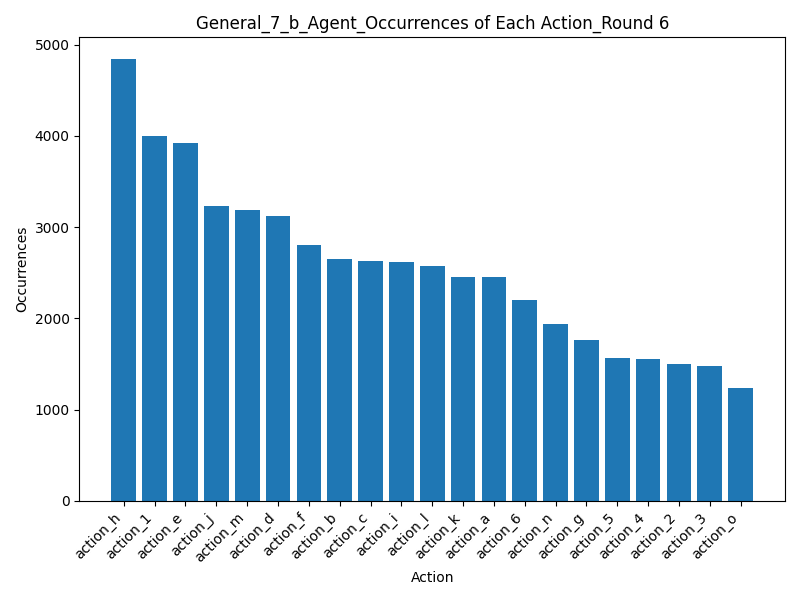 General_7_b_Agent_Occurrences of Each Action_Round 6
Occurrences
5000
4000
3000
2000
1000
0
action_h
action_1
action_e
action_j
action_m
action_d
action_f
action_b
action_c
action_i
action_l
action_k
action_a
action_6
action_n
action_g
action_5
action_4
action_2
action_3
action_o
Action